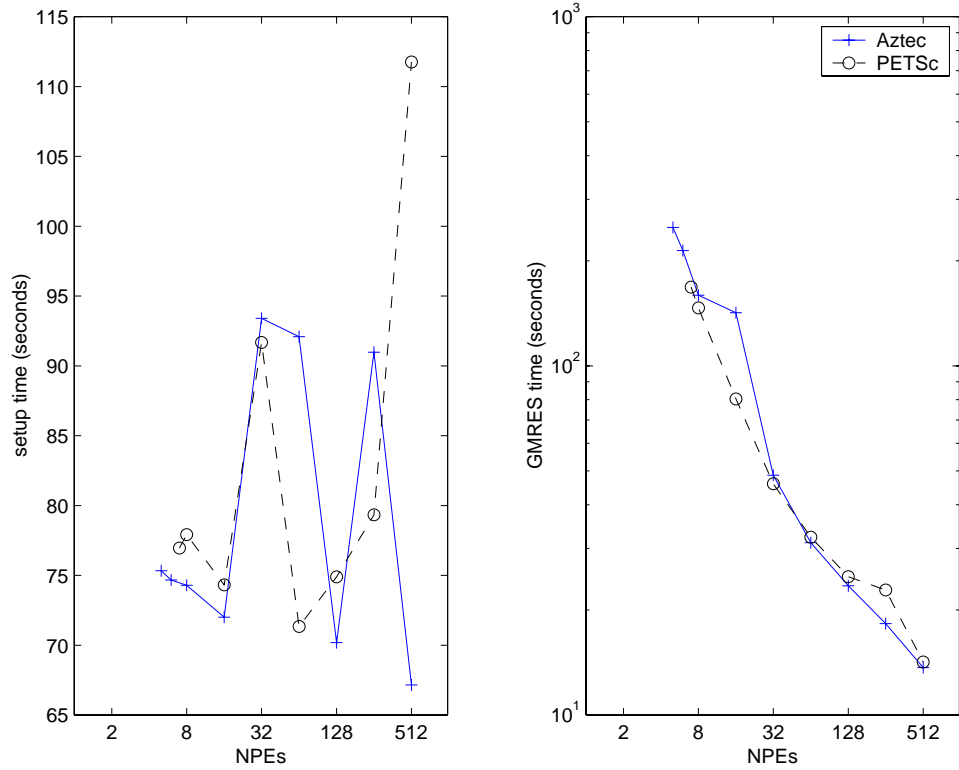 115
110
105
100
95
90
85
80
75
70
65
setup time (seconds)
2 8 32 128 512
NPEs
10^3
10^2
10^1
GMRES time (seconds)
Aztec
PETSc
2 8 32 128 512
NPEs